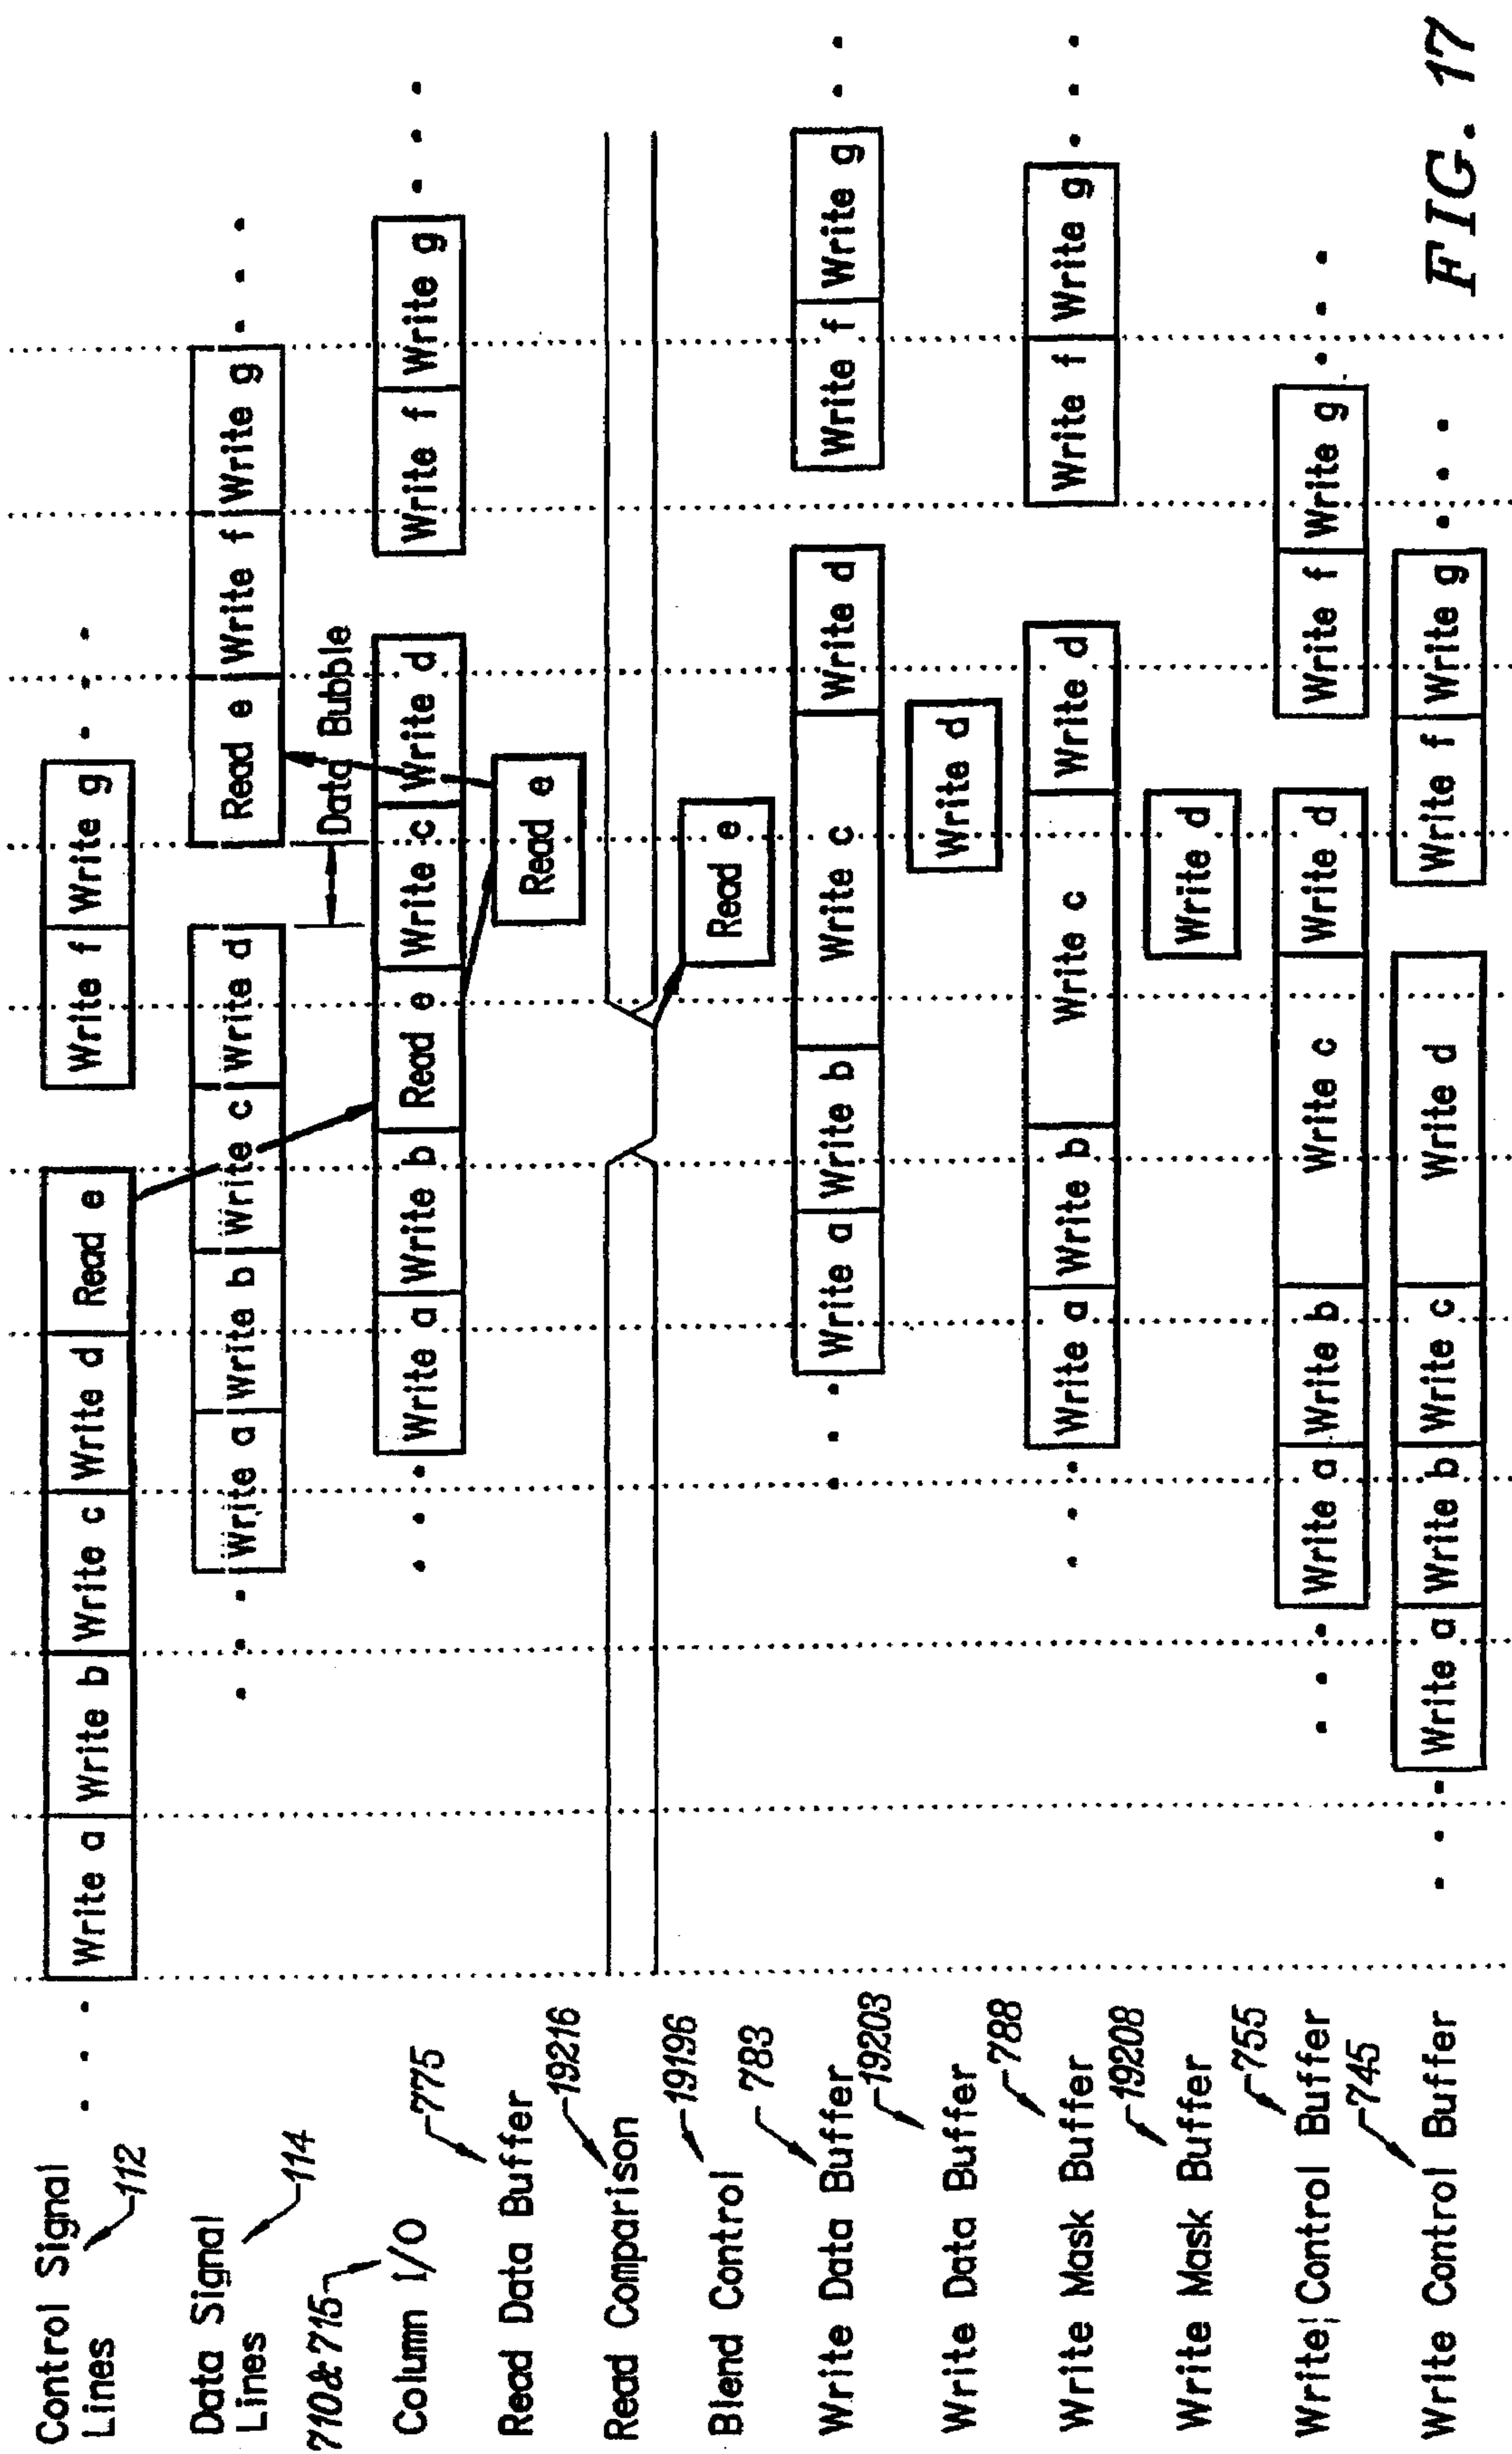 Control Signal
Lines
112
Write a
Write b
Write c
Write d
Read e
Write f
Write g
Data Signal
Lines
114
Write a
Write b
Write c
Write d
Read e
Write f
Write g
Data Bubble
710 & 715
Column I/O
Write a
Write b
Read e
Write c
Write d
Write f
Write g
775
Read Data Buffer
Read e
19216
Read Comparison
19196
Blend Control
Read e
783
Write Data Buffer
Write a
Write b
Write c
Write d
Write f
Write g
19203
Write Data Buffer
Write d
788
Write Mask Buffer
Write a
Write b
Write c
Write d
Write f
Write g
19208
Write Mask Buffer
Write d
755
Write Control Buffer
Write a
Write b
Write c
Write d
Write f
Write g
745
Write Control Buffer
Write a
Write b
Write c
Write d
Write f
Write g
FIG. 17